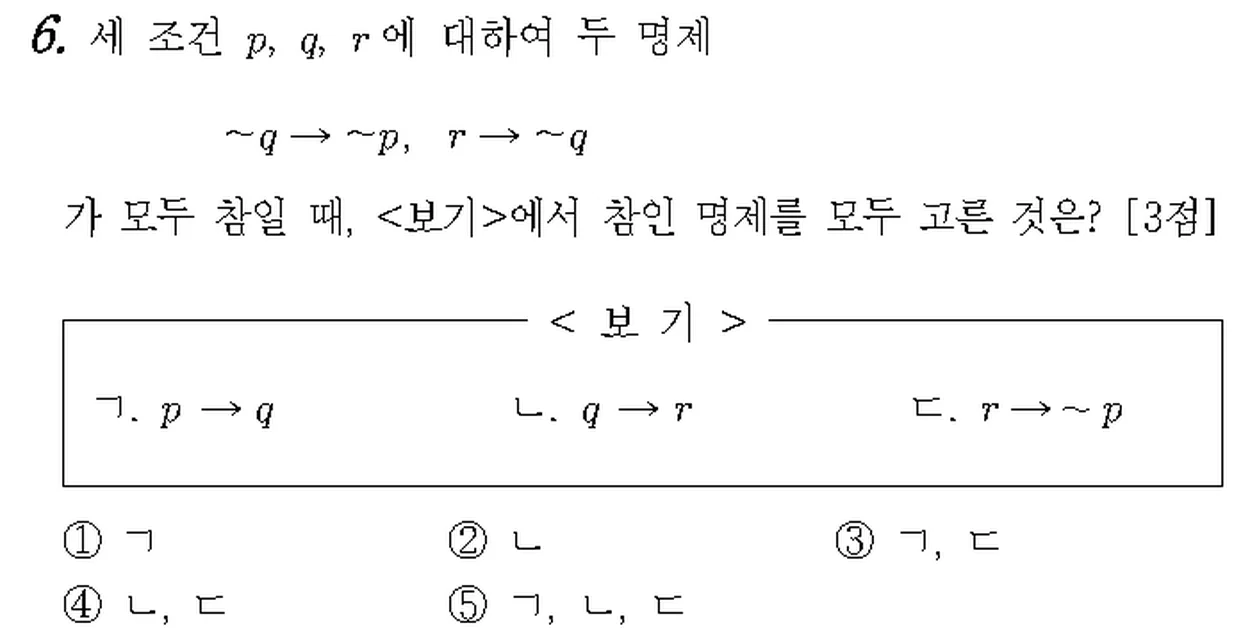 6. 세 조건 p, q, r에 대하여 두 명제
~q → ~p, r → ~q
가 모두 참일 때, <보기>에서 참인 명제를 모두 고른 것은? [3점]
< 보 기 >
ㄱ. p → q ㄴ. q → r ㄷ. r → ~ p
① ㄱ ② ㄴ ③ ㄱ, ㄷ
④ ㄴ, ㄷ ⑤ ㄱ, ㄴ, ㄷ